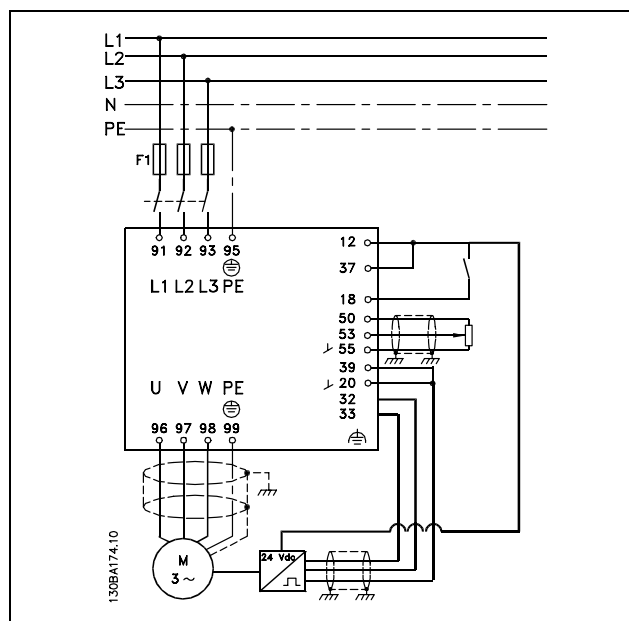 L1
L2
L3
N
PE
F1
91 92 93 95
L1 L2 L3 PE
12
37
18
50
53
55
39
20
32
33
U V W PE
96 97 98 99
M
3 ~
24 Vdc
130BA174.10